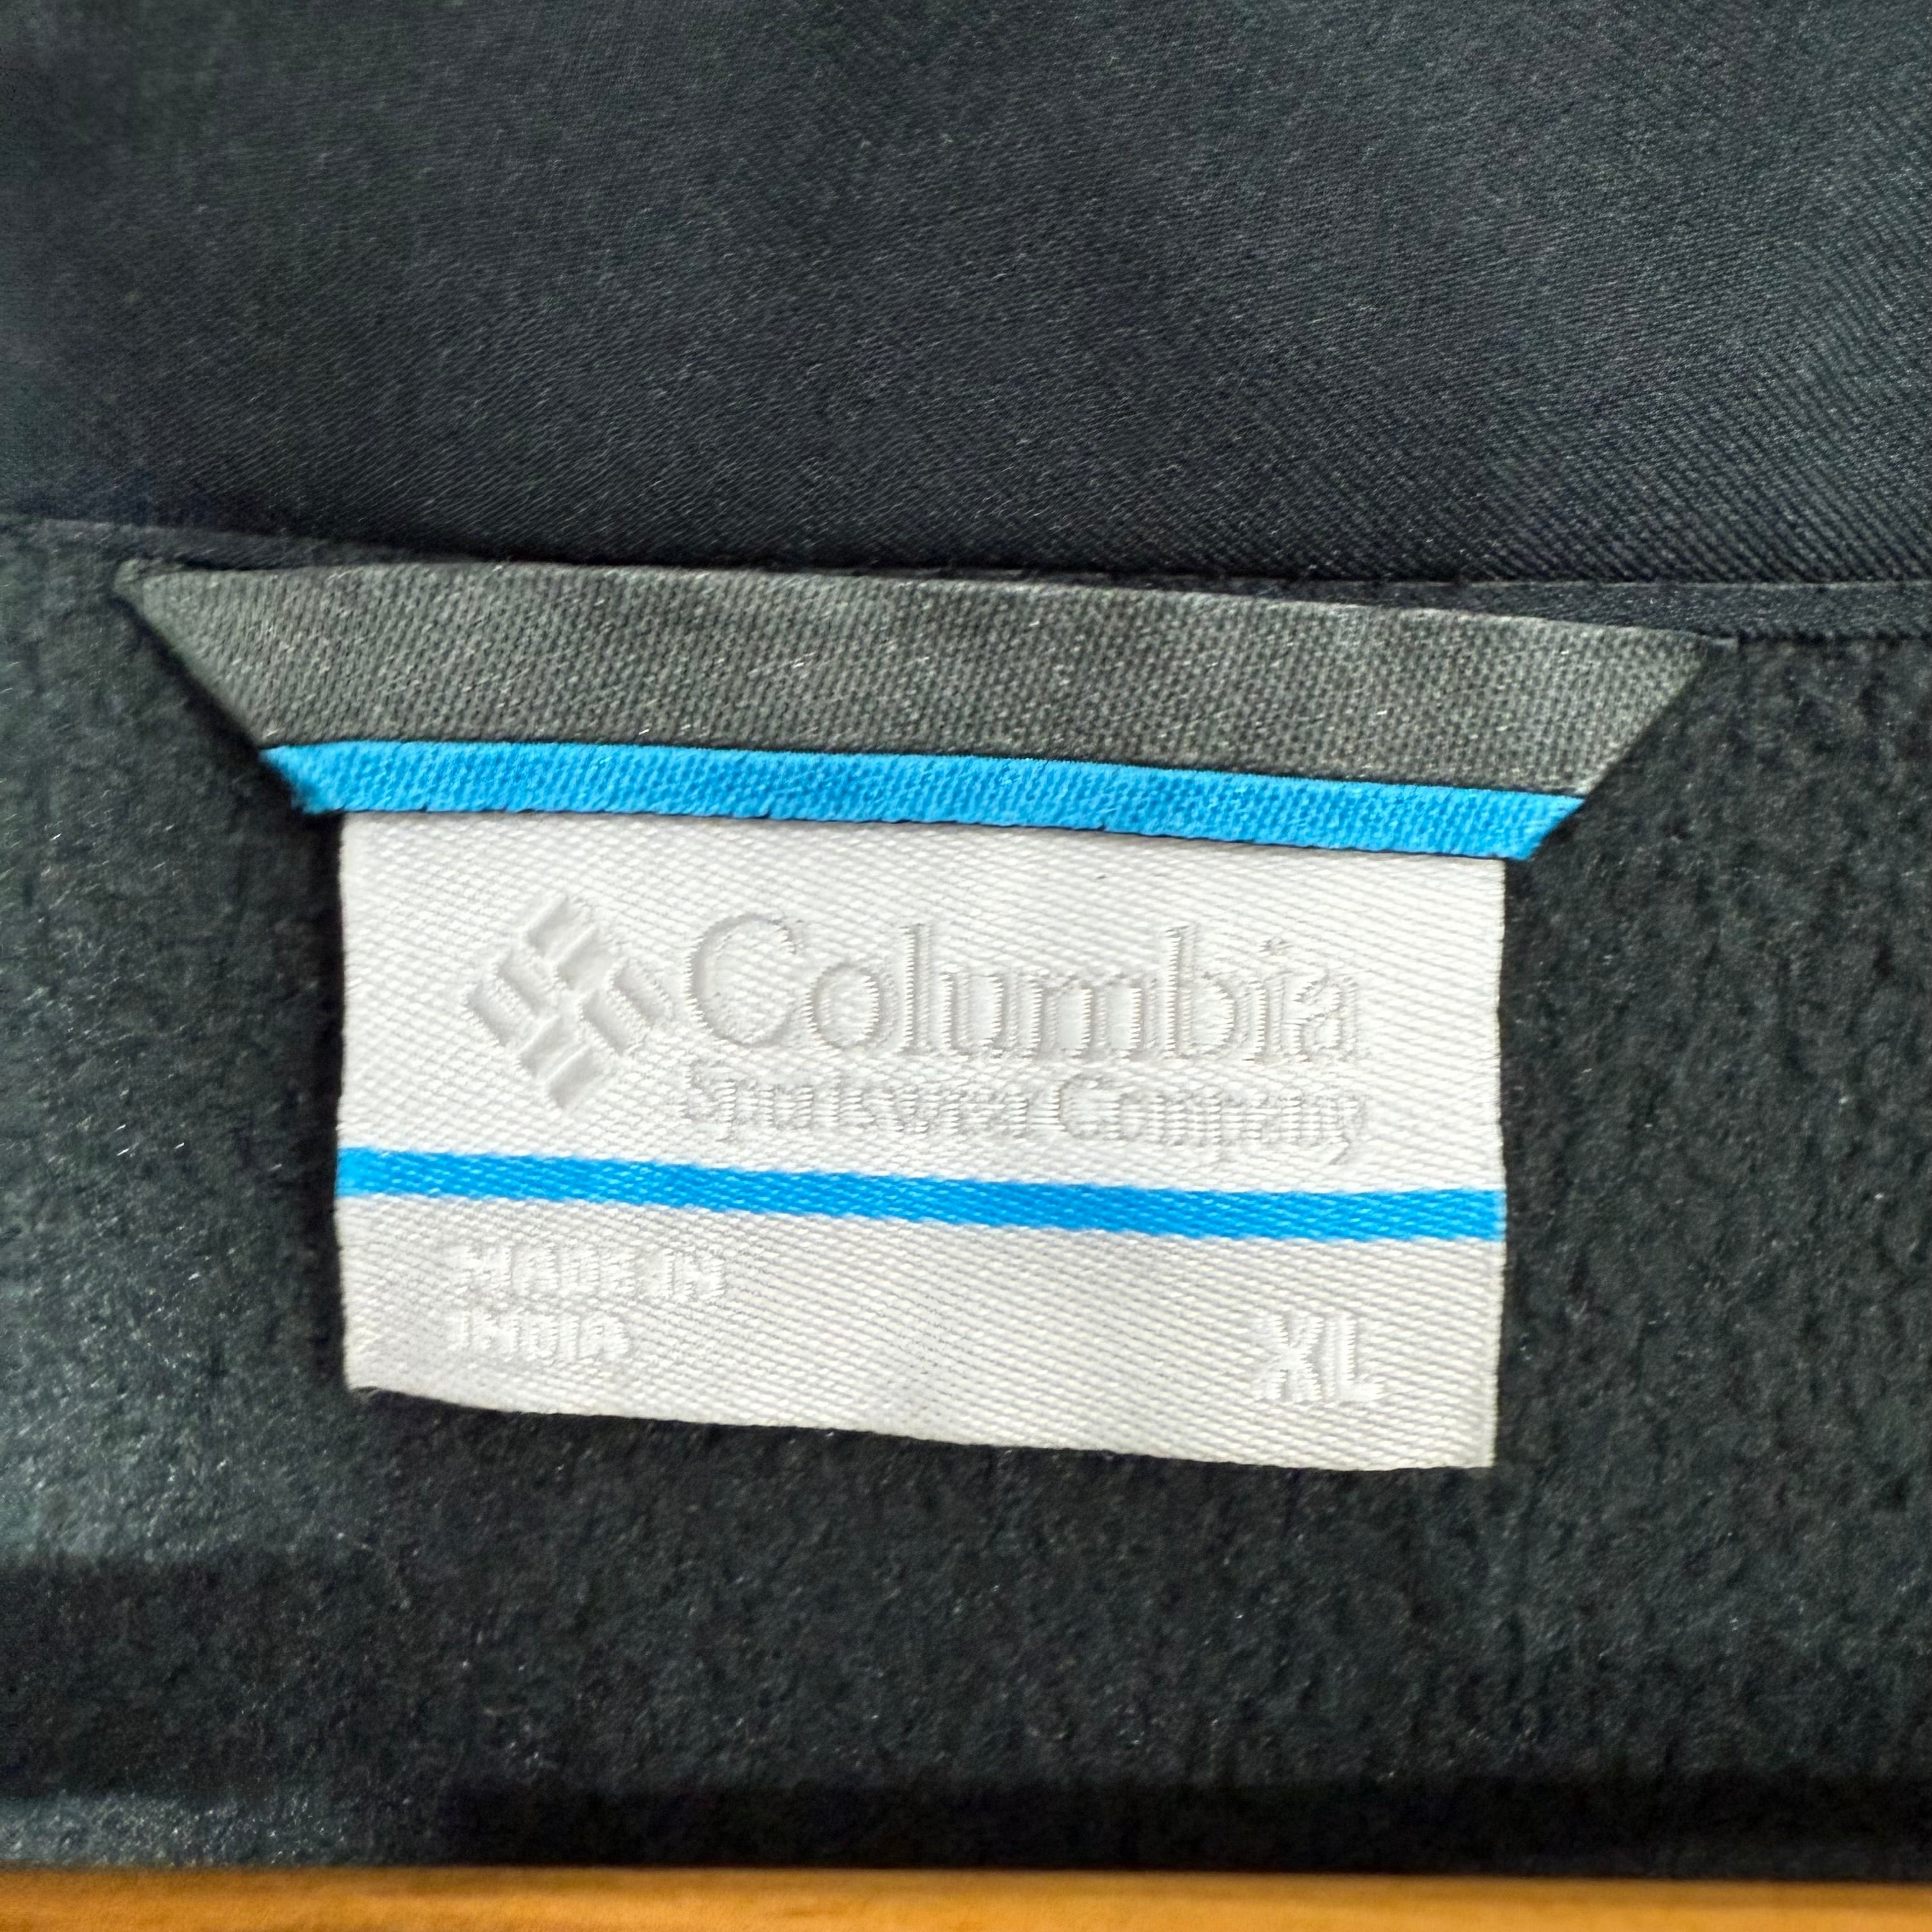 Columbia
Sportswear Company
MADE IN
INDIA
XL